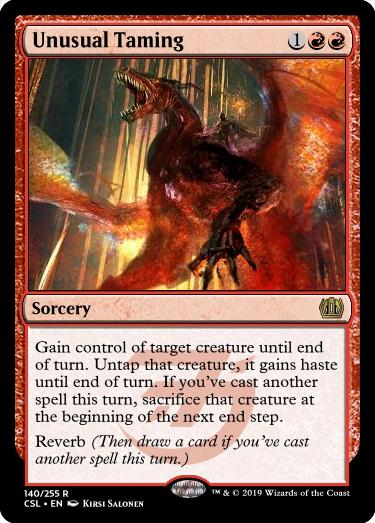 Unusual Taming 1
Sorcery
Gain control of target creature until end
of turn. Untap that creature, it gains haste
until end of turn. If you've cast another
spell this turn, sacrifice that creature at
the beginning of the next end step.
Reverb (Then draw a card if you've cast
another spell this turn.)
140/255 R
CSL • EN KIRSI SALONEN ™ & © 2019 Wizards of the Coast